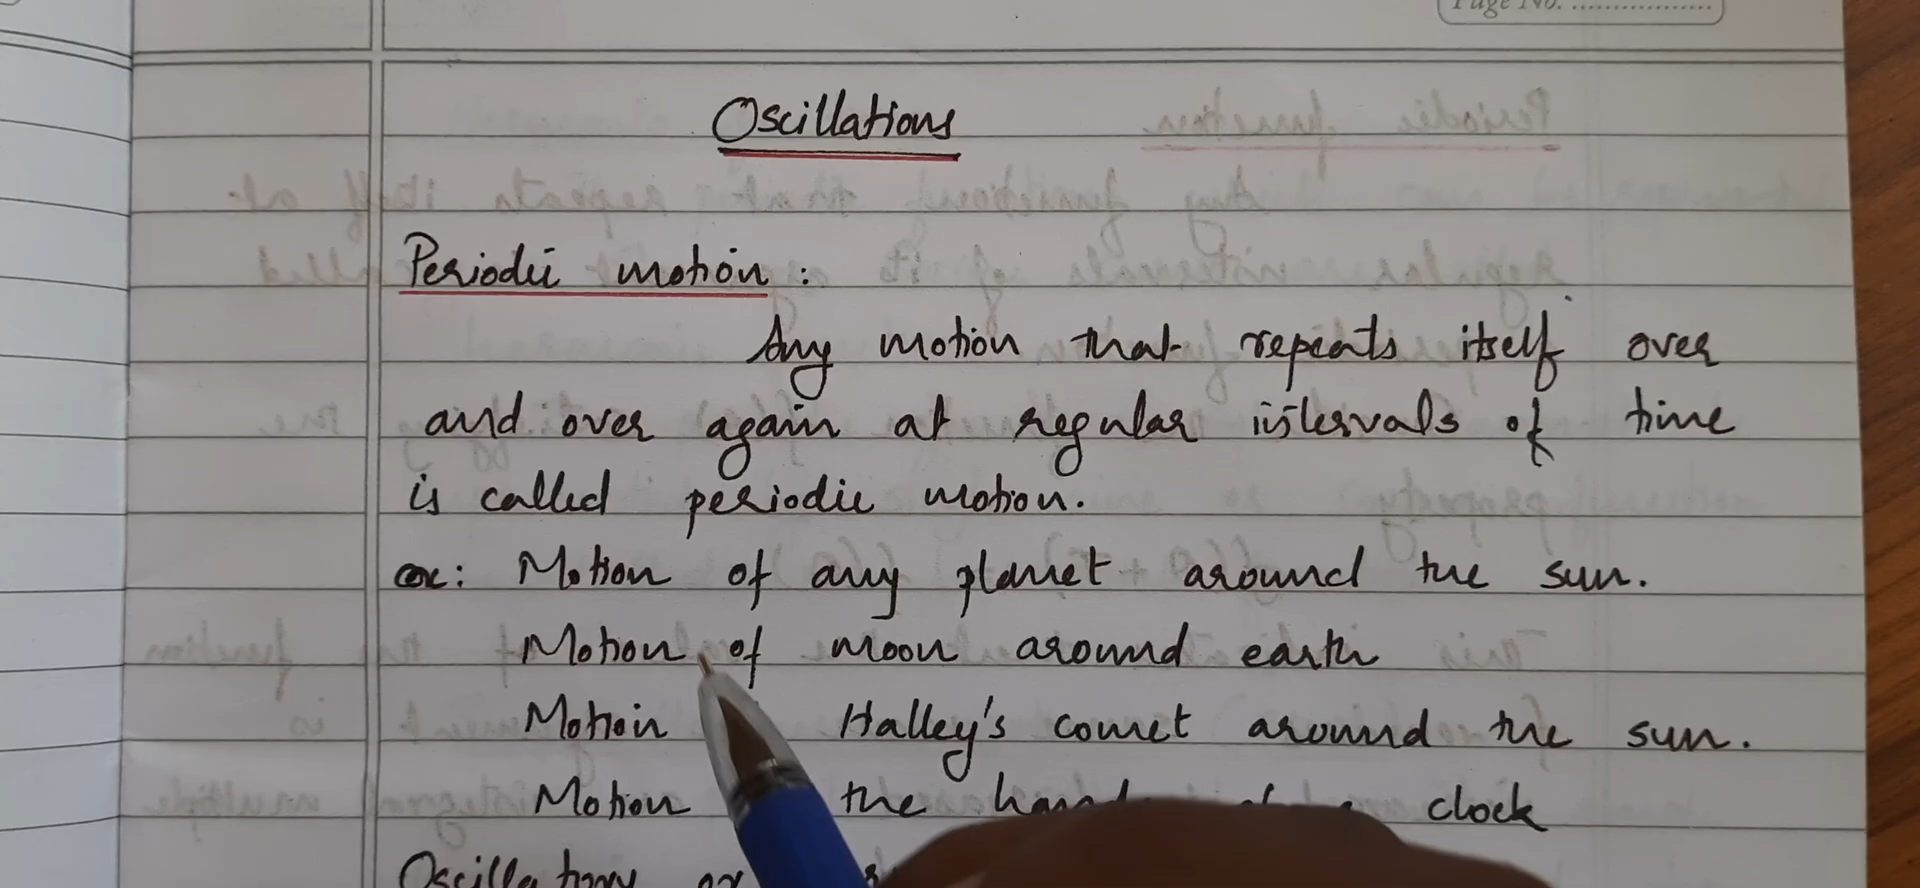 Page No. ..................
Oscillations
Periodic motion :
Any motion that repeats itself over
and over again at regular intervals of time
is called periodic motion.
ex: Motion of any planet around the sun.
Motion of moon around earth
Motion Halley's comet around the sun.
Motion the clock